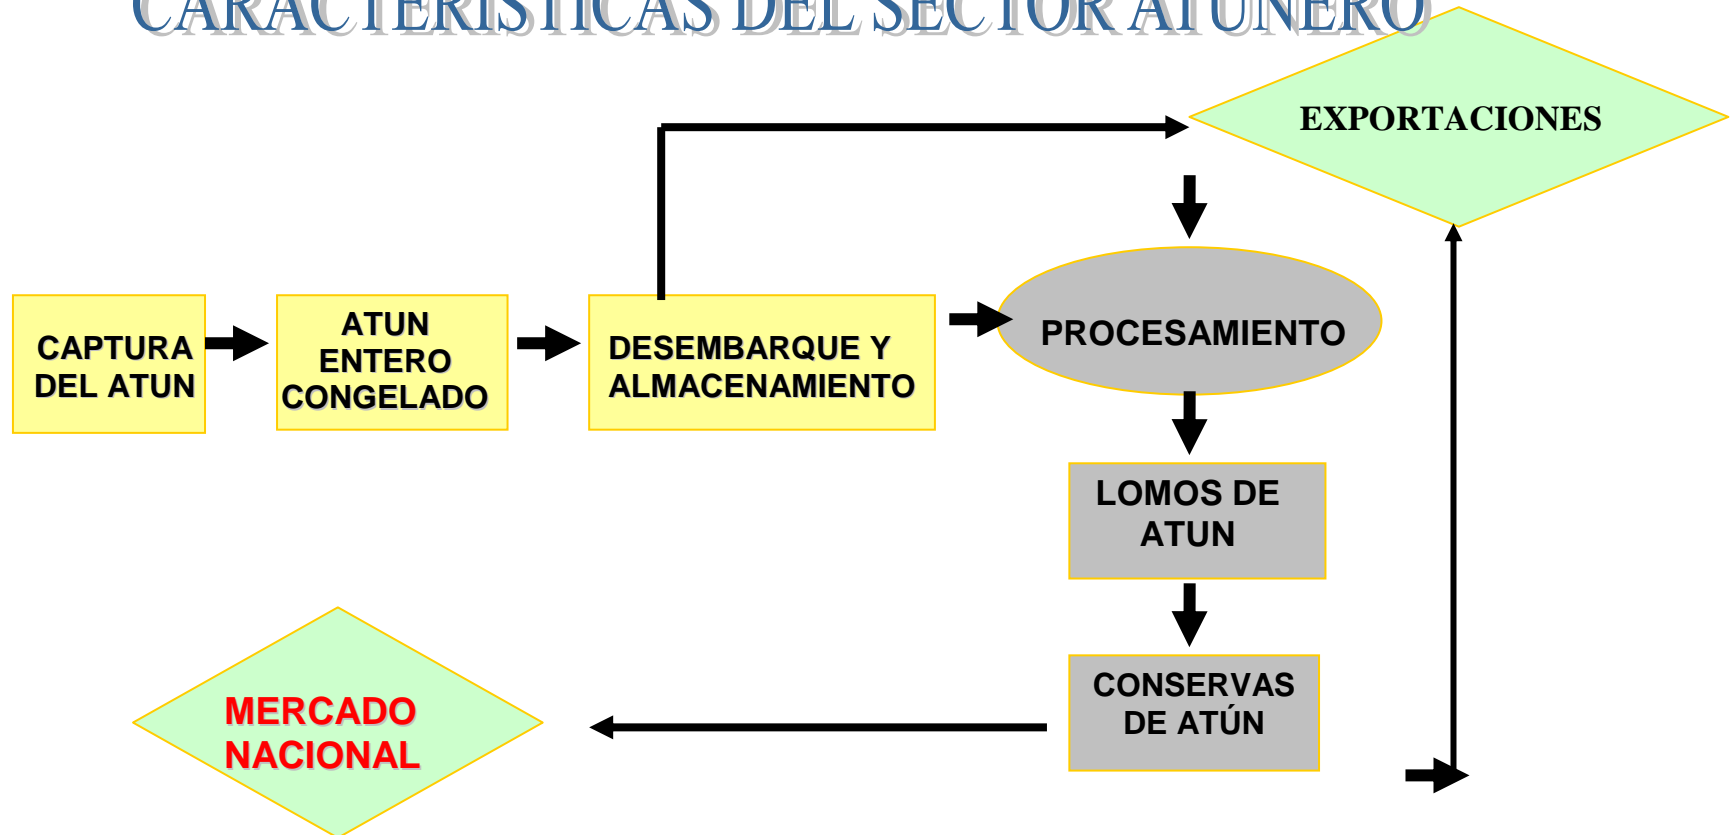 CARACTERISTICAS DEL SECTOR ATUNERO
EXPORTACIONES
CAPTURA
DEL ATUN
ATUN
ENTERO
CONGELADO
DESEMBARQUE Y
ALMACENAMIENTO
PROCESAMIENTO
LOMOS DE
ATUN
CONSERVAS
DE ATÚN
MERCADO
NACIONAL